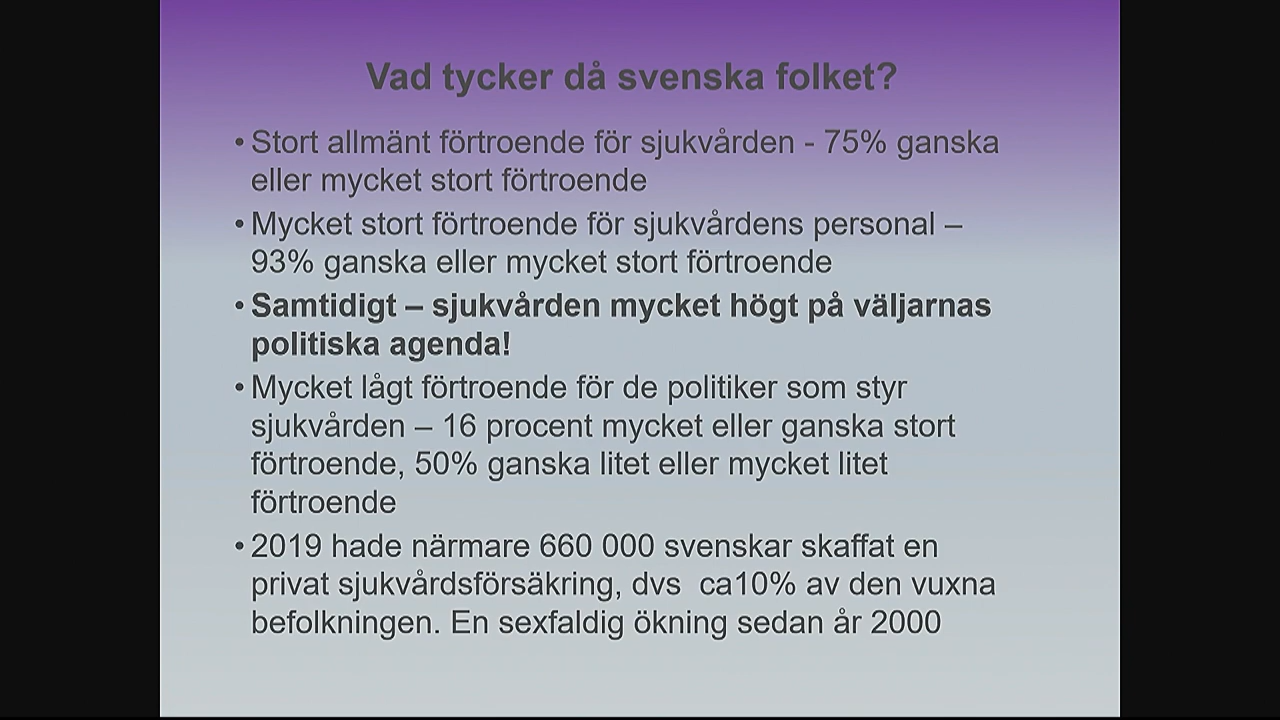 Vad tycker då svenska folket?
• Stort allmänt förtroende för sjukvården - 75% ganska
eller mycket stort förtroende
• Mycket stort förtroende för sjukvårdens personal –
93% ganska eller mycket stort förtroende
• Samtidigt – sjukvården mycket högt på väljarnas
politiska agenda!
• Mycket lågt förtroende för de politiker som styr
sjukvården – 16 procent mycket eller ganska stort
förtroende, 50% ganska litet eller mycket litet
förtroende
• 2019 hade närmare 660 000 svenskar skaffat en
privat sjukvårdsförsäkring, dvs  ca10% av den vuxna
befolkningen. En sexfaldig ökning sedan år 2000